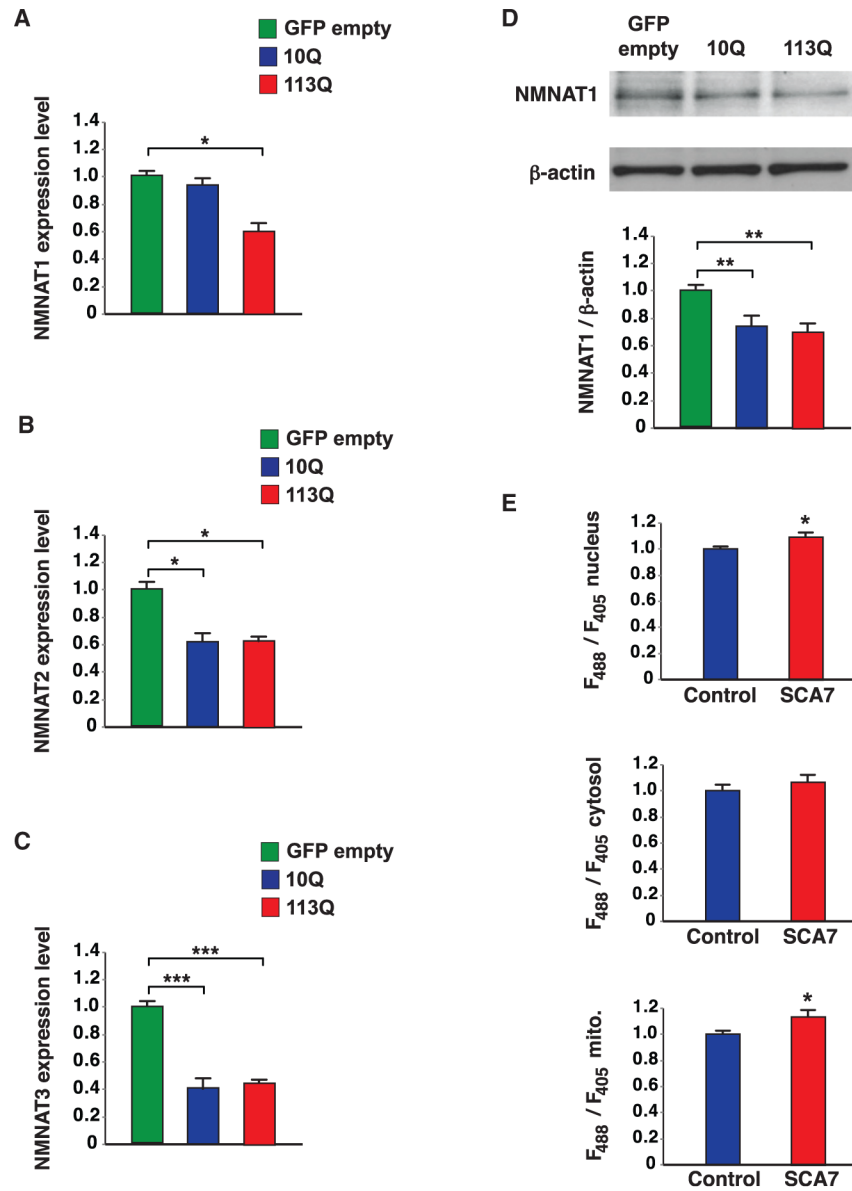 A
GFP empty
10Q
113Q
NMNAT1 expression level
1.4
1.2
1.0
0.8
0.6
0.4
0.2
0
*
B
GFP empty
10Q
113Q
NMNAT2 expression level
1.4
1.2
1.0
0.8
0.6
0.4
0.2
0
*
*
C
GFP empty
10Q
113Q
NMNAT3 expression level
1.4
1.2
1.0
0.8
0.6
0.4
0.2
0
***
***
D
GFP empty 10Q 113Q
NMNAT1
β-actin
NMNAT1 / β-actin
1.4
1.2
1.0
0.8
0.6
0.4
0.2
0
**
**
E
F488 / F405 nucleus
1.2
1.0
0.8
0.6
0.4
0.2
0
*
Control SCA7
F488 / F405 cytosol
1.2
1.0
0.8
0.6
0.4
0.2
0
Control SCA7
F488 / F405 mito.
1.2
1.0
0.8
0.6
0.4
0.2
0
*
Control SCA7